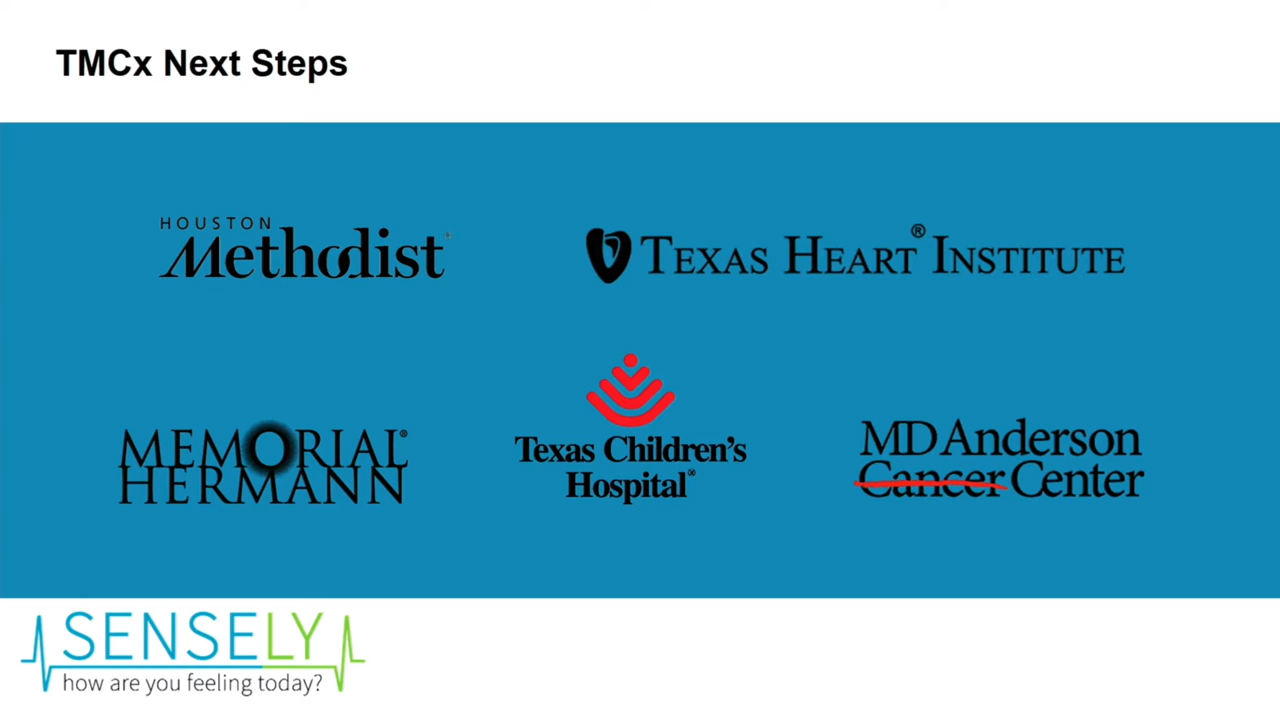 TMCx Next Steps
HOUSTON
Methodist
TEXAS HEART® INSTITUTE
MEMORIAL®
HERMANN
Texas Children's
Hospital®
MD Anderson
Cancer Center
SENSELY
how are you feeling today?